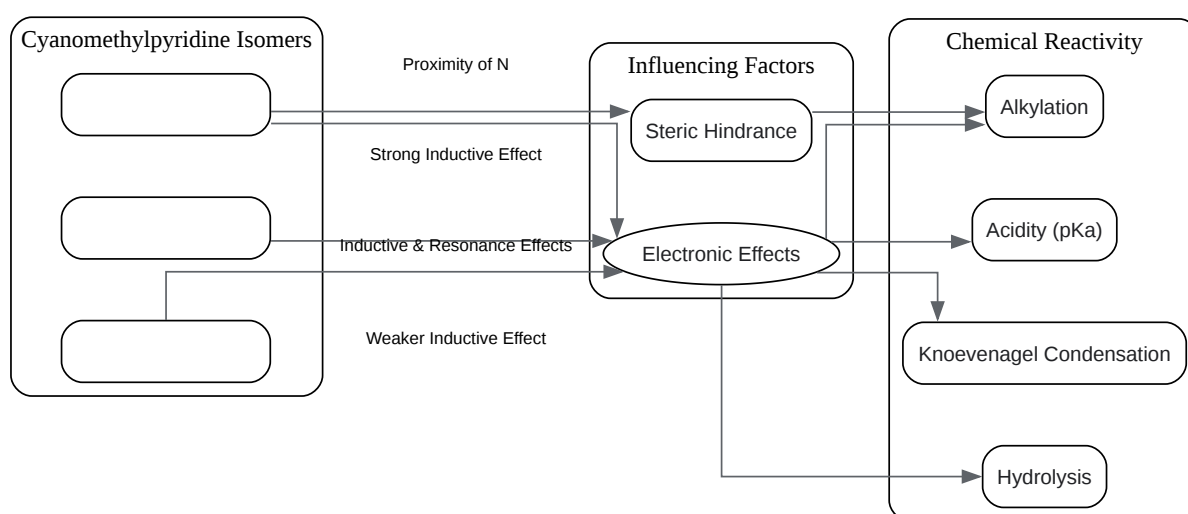 Cyanomethylpyridine Isomers
Proximity of N
Strong Inductive Effect
Inductive & Resonance Effects
Weaker Inductive Effect
Influencing Factors
Steric Hindrance
Electronic Effects
Chemical Reactivity
Alkylation
Acidity (pKa)
Knoevenagel Condensation
Hydrolysis